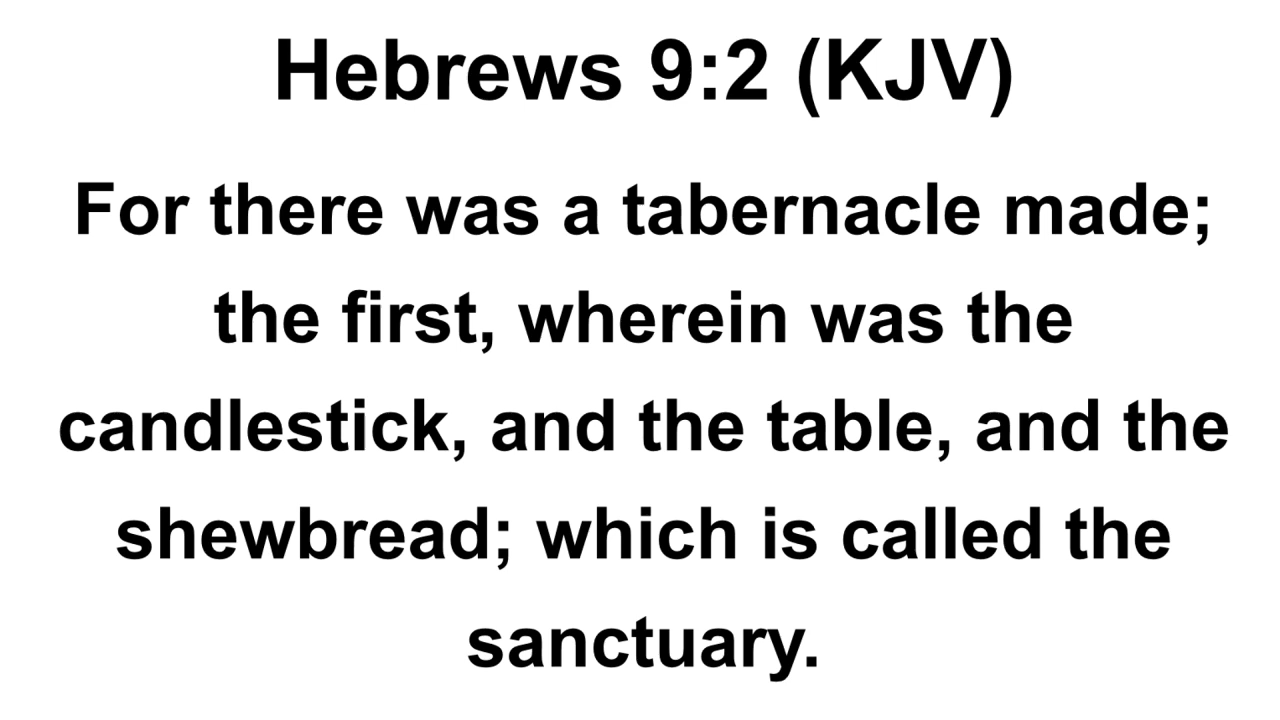 Hebrews 9:2 (KJV)
For there was a tabernacle made;
the first, wherein was the
candlestick, and the table, and the
shewbread; which is called the
sanctuary.